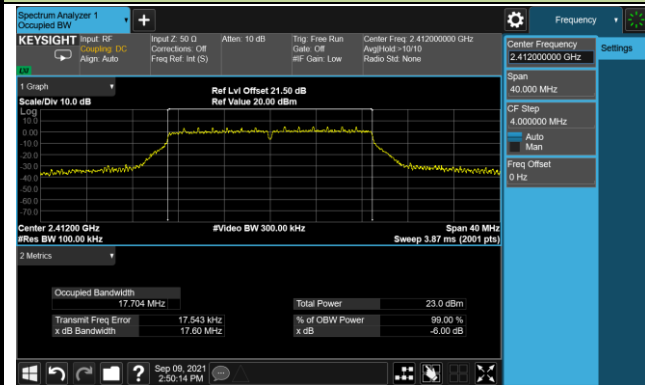 Spectrum Analyzer 1
Occupied BW
+
Frequency
KEYSIGHT
Input: RF
Coupling: DC
Align: Auto
Input Z: 50 Ω
Corrections: Off
Freq Ref: Int (S)
Atten: 10 dB
Trig: Free Run
Gate: Off
#IF Gain: Low
Center Freq: 2.412000000 GHz
Avg|Hold:>10/10
Radio Std: None
Center Frequency
2.412000000 GHz
Settings
Span
40.000 MHz
CF Step
4.000000 MHz
Auto
Man
Freq Offset
0 Hz
1 Graph
Scale/Div 10.0 dB
Ref Lvl Offset 21.50 dB
Ref Value 20.00 dBm
Log
10.0
0.00
-10.0
-20.0
-30.0
-40.0
-50.0
-60.0
-70.0
Center 2.41200 GHz
#Res BW 100.00 kHz
#Video BW 300.00 kHz
Span 40 MHz
Sweep 3.87 ms (2001 pts)
2 Metrics
Occupied Bandwidth
17.704 MHz
Total Power 23.0 dBm
Transmit Freq Error 17.543 kHz
% of OBW Power 99.00 %
x dB Bandwidth 17.60 MHz
x dB -6.00 dB
?
Sep 09, 2021
2:50:14 PM